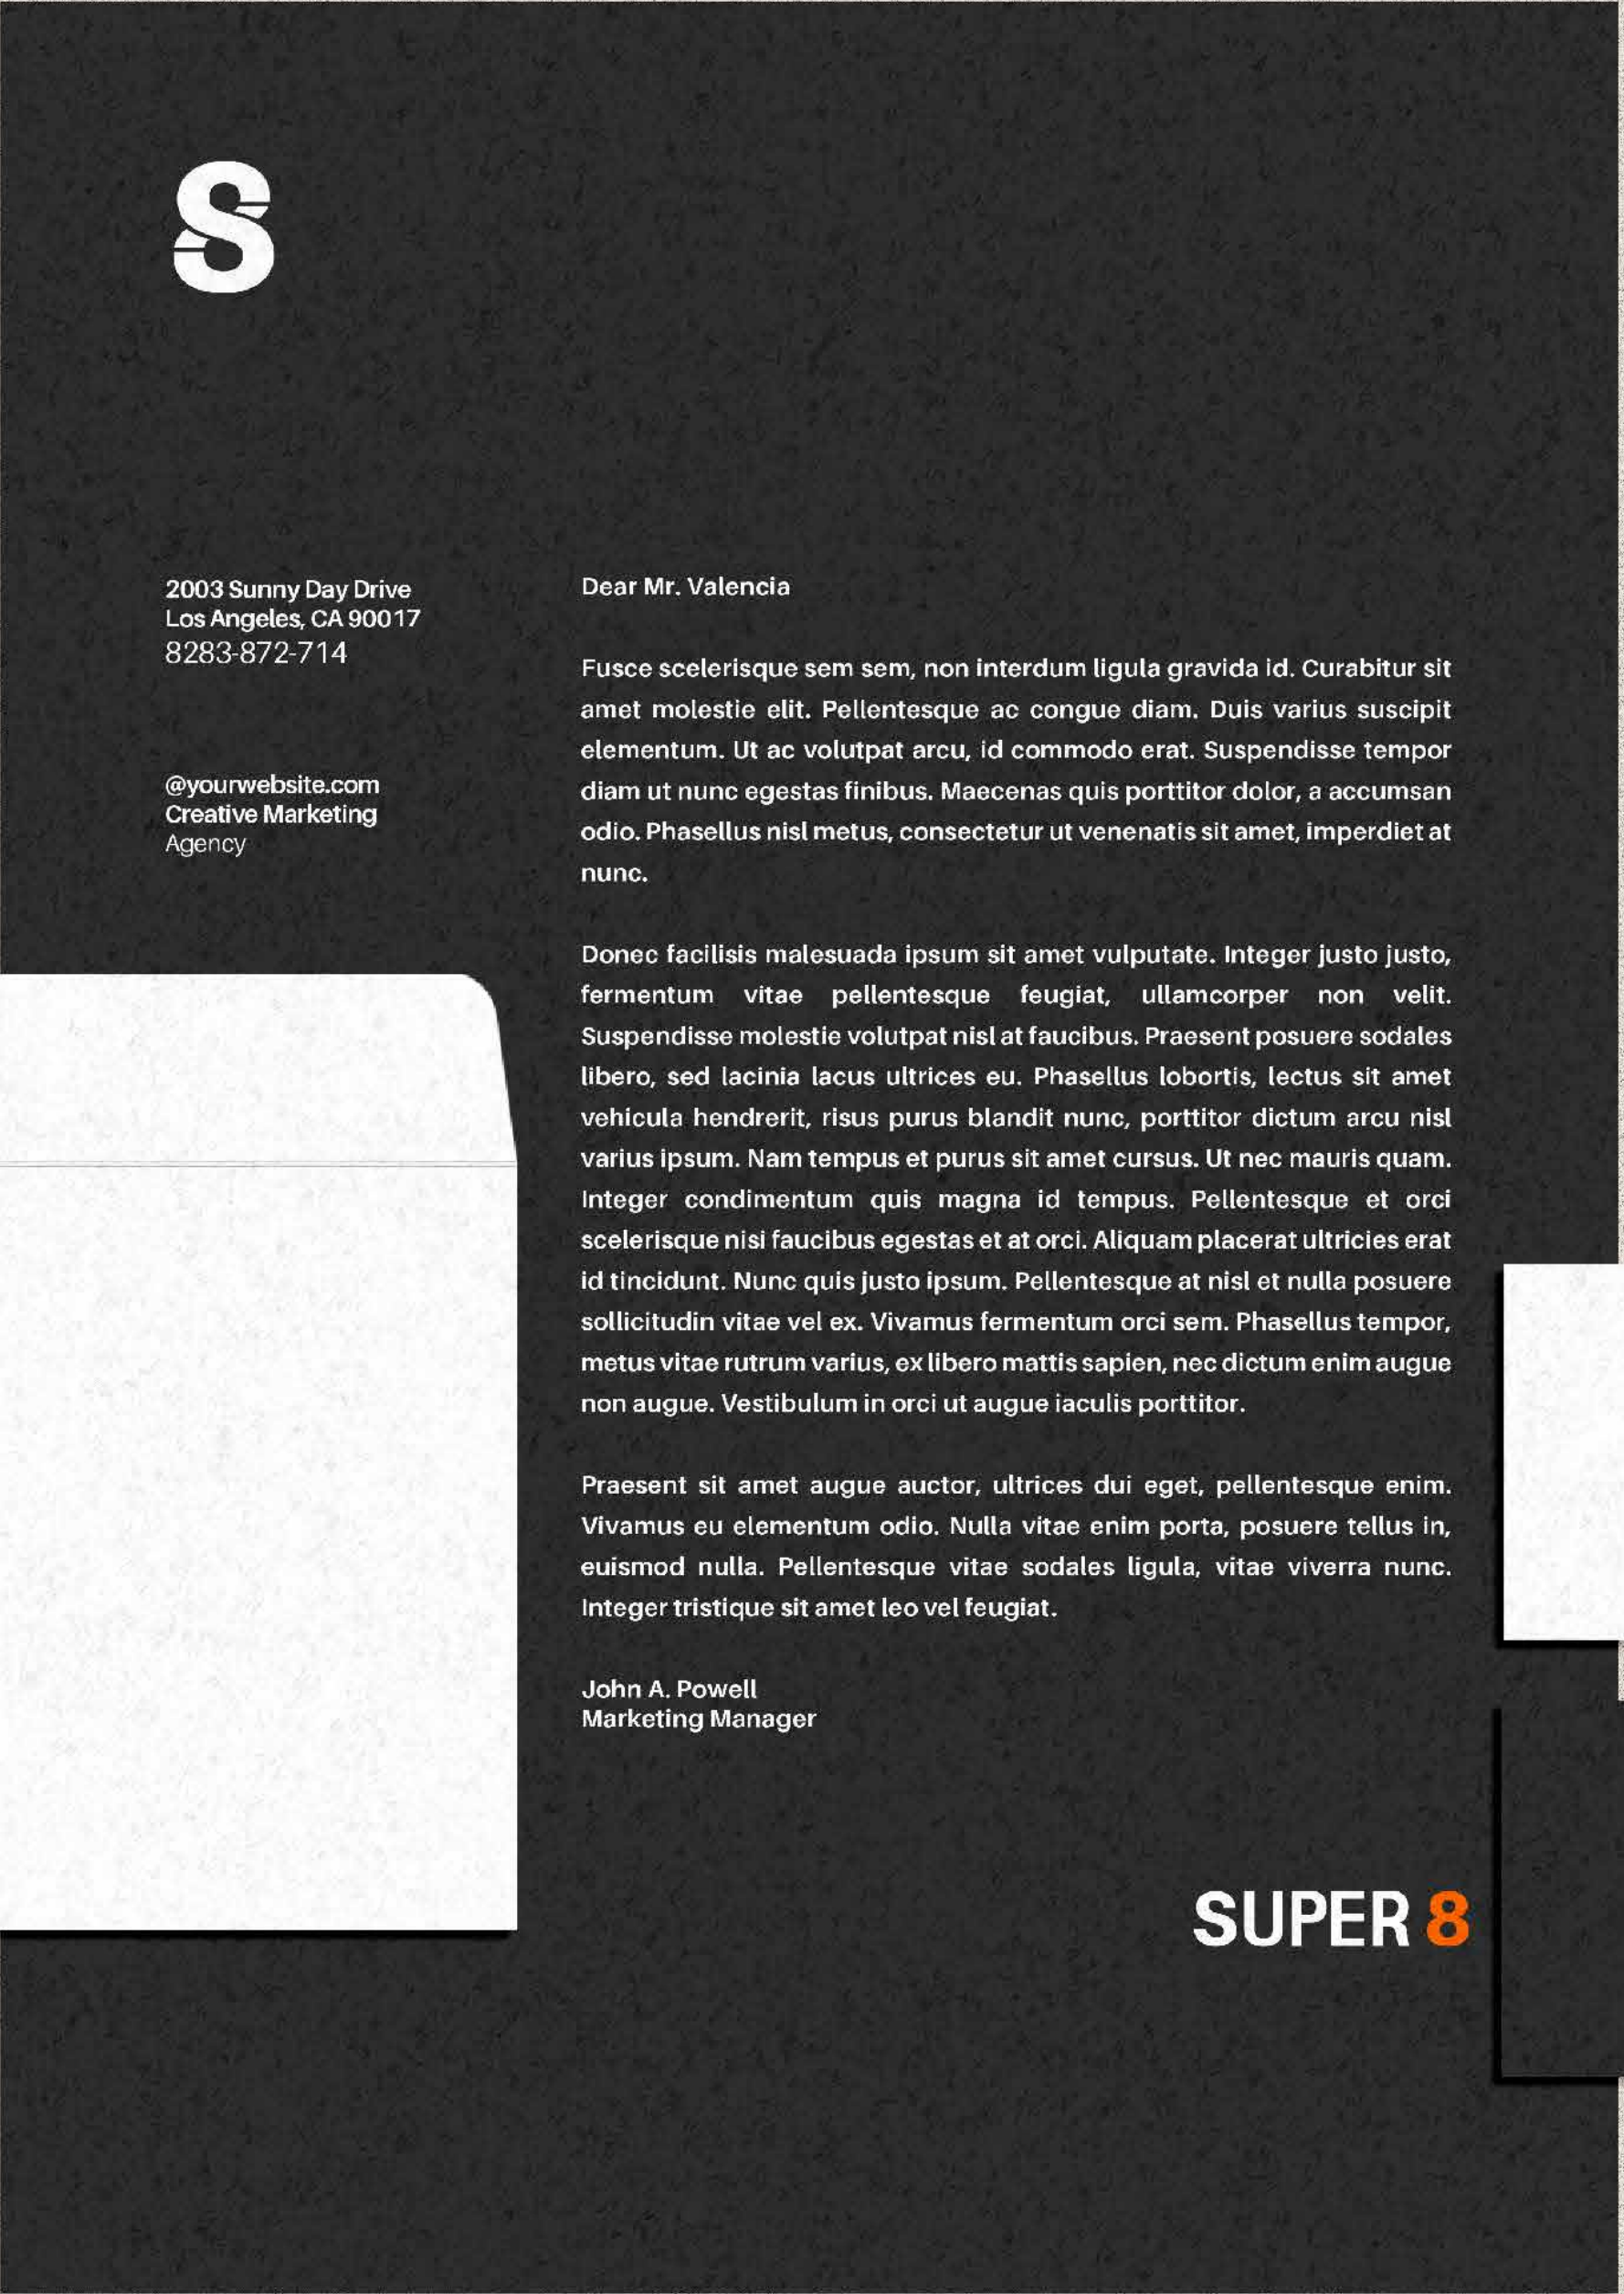 S
2003 Sunny Day Drive
Los Angeles, CA 90017
8283-872-714
@yourwebsite.com
Creative Marketing
Agency
Dear Mr. Valencia
Fusce scelerisque sem sem, non interdum ligula gravida id. Curabitur sit
amet molestie elit. Pellentesque ac congue diam. Duis varius suscipit
elementum. Ut ac volutpat arcu, id commodo erat. Suspendisse tempor
diam ut nunc egestas finibus. Maecenas quis porttitor dolor, a accumsan
odio. Phasellus nisl metus, consectetur ut venenatis sit amet, imperdiet at
nunc.
Donec facilisis malesuada ipsum sit amet vulputate. Integer justo justo,
fermentum vitae pellentesque feugiat, ullamcorper non velit.
Suspendisse molestie volutpat nisl at faucibus. Praesent posuere sodales
libero, sed lacinia lacus ultrices eu. Phasellus lobortis, lectus sit amet
vehicula hendrerit, risus purus blandit nunc, porttitor dictum arcu nisl
varius ipsum. Nam tempus et purus sit amet cursus. Ut nec mauris quam.
Integer condimentum quis magna id tempus. Pellentesque et orci
scelerisque nisi faucibus egestas et at orci. Aliquam placerat ultricies erat
id tincidunt. Nunc quis justo ipsum. Pellentesque at nisl et nulla posuere
sollicitudin vitae vel ex. Vivamus fermentum orci sem. Phasellus tempor,
metus vitae rutrum varius, ex libero mattis sapien, nec dictum enim augue
non augue. Vestibulum in orci ut augue iaculis porttitor.
Praesent sit amet augue auctor, ultrices dui eget, pellentesque enim.
Vivamus eu elementum odio. Nulla vitae enim porta, posuere tellus in,
euismod nulla. Pellentesque vitae sodales ligula, vitae viverra nunc.
Integer tristique sit amet leo vel feugiat.
John A. Powell
Marketing Manager
SUPER 8